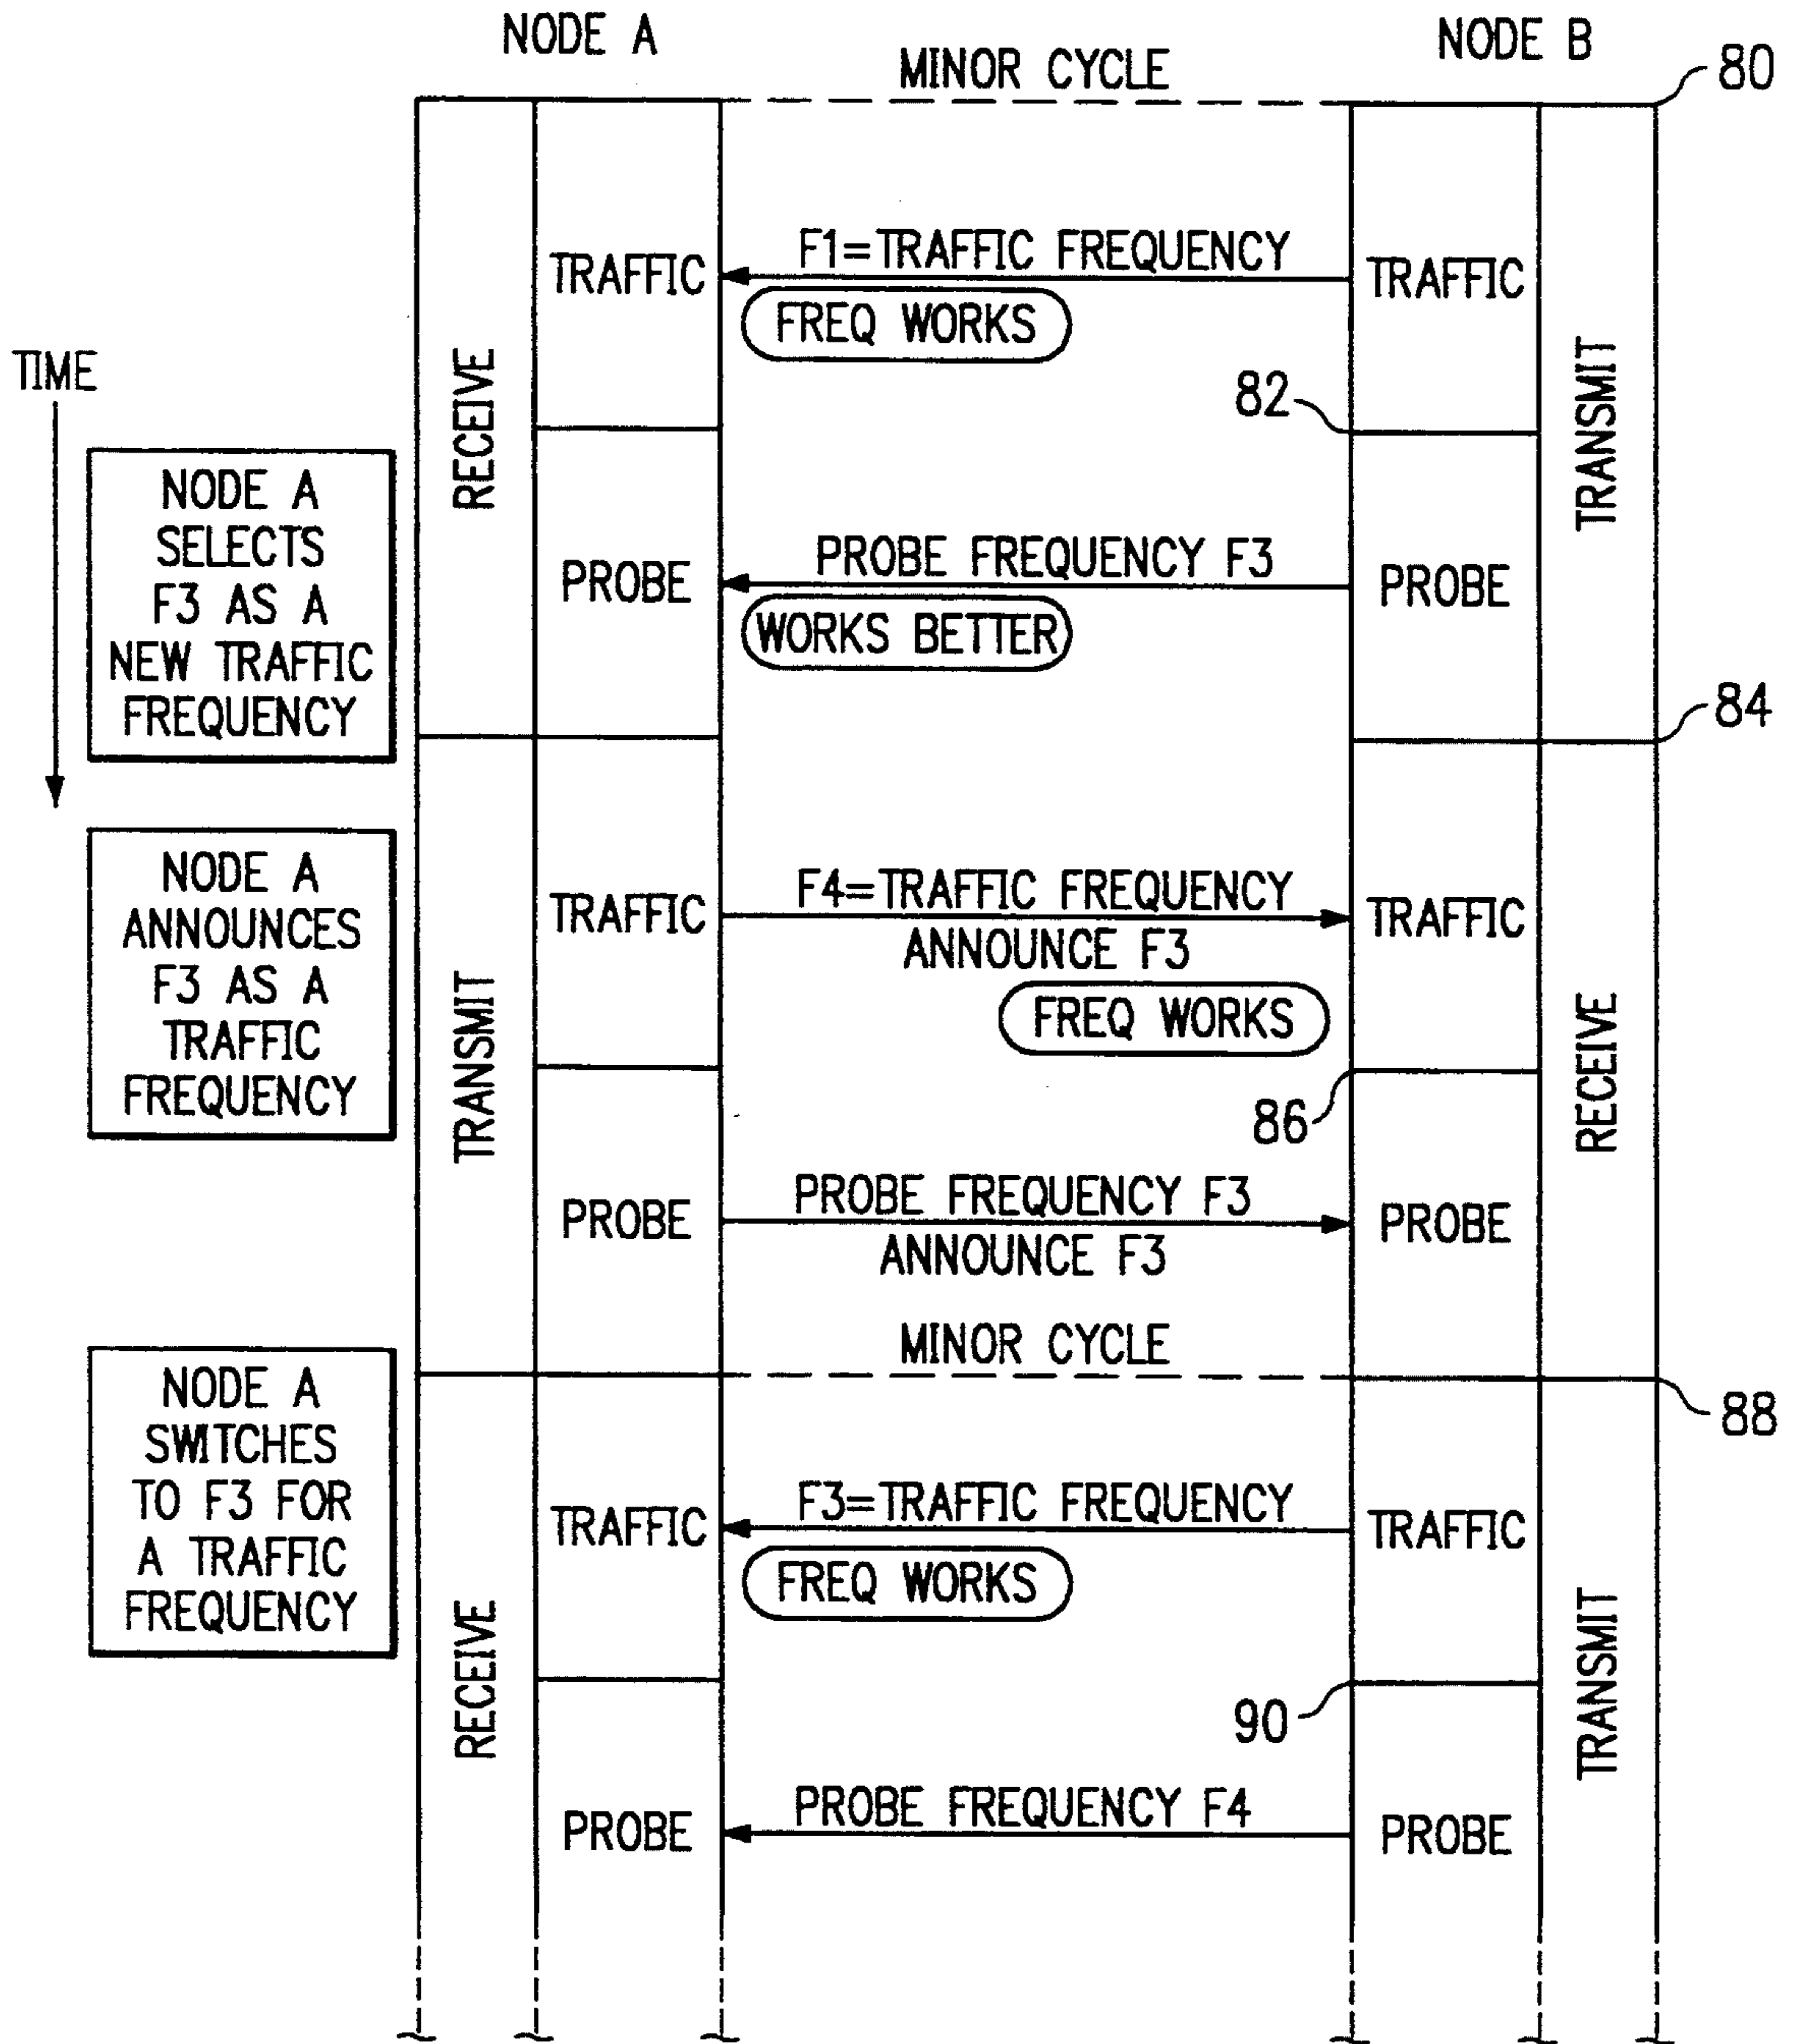 NODE A
MINOR CYCLE
NODE B
80
F1=TRAFFIC FREQUENCY
TRAFFIC
TRAFFIC
FREQ WORKS
TIME
RECEIVE
TRANSMIT
82
NODE A
SELECTS
F3 AS A
NEW TRAFFIC
FREQUENCY
PROBE FREQUENCY F3
PROBE
PROBE
WORKS BETTER
84
NODE A
ANNOUNCES
F3 AS A
TRAFFIC
FREQUENCY
F4=TRAFFIC FREQUENCY
TRAFFIC
TRAFFIC
ANNOUNCE F3
FREQ WORKS
TRANSMIT
RECEIVE
86
PROBE FREQUENCY F3
PROBE
PROBE
ANNOUNCE F3
MINOR CYCLE
88
NODE A
SWITCHES
TO F3 FOR
A TRAFFIC
FREQUENCY
F3=TRAFFIC FREQUENCY
TRAFFIC
TRAFFIC
FREQ WORKS
RECEIVE
TRANSMIT
90
PROBE FREQUENCY F4
PROBE
PROBE